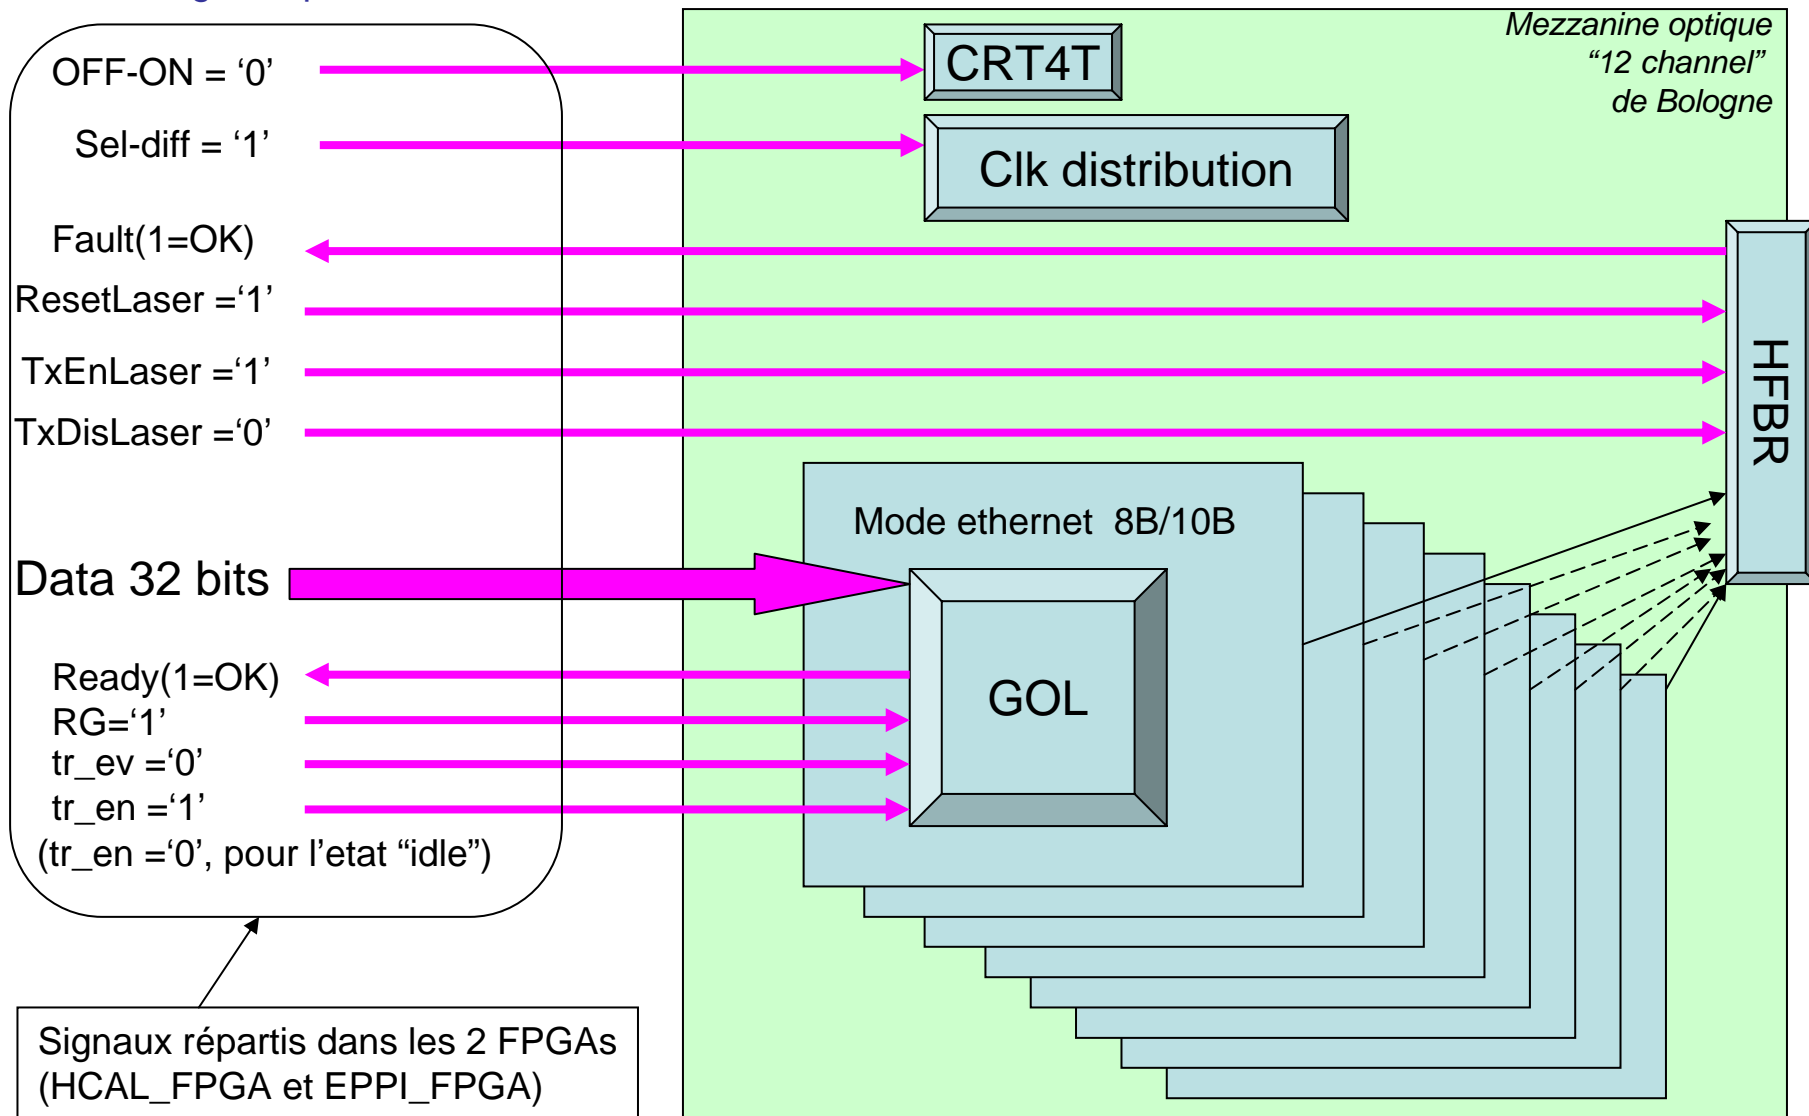 Mezzanine optique
“12 channel”
de Bologne
OFF-ON = ‘0’
CRT4T
Sel-diff = ‘1’
Clk distribution
Fault(1=OK)
ResetLaser =‘1’
TxEnLaser =‘1’
TxDisLaser =‘0’
HFBR
Mode ethernet 8B/10B
Data 32 bits
GOL
Ready(1=OK)
RG=‘1’
tr_ev =‘0’
tr_en =‘1’
(tr_en =‘0’, pour l’etat “idle”)
Signaux répartis dans les 2 FPGAs
(HCAL_FPGA et EPPI_FPGA)